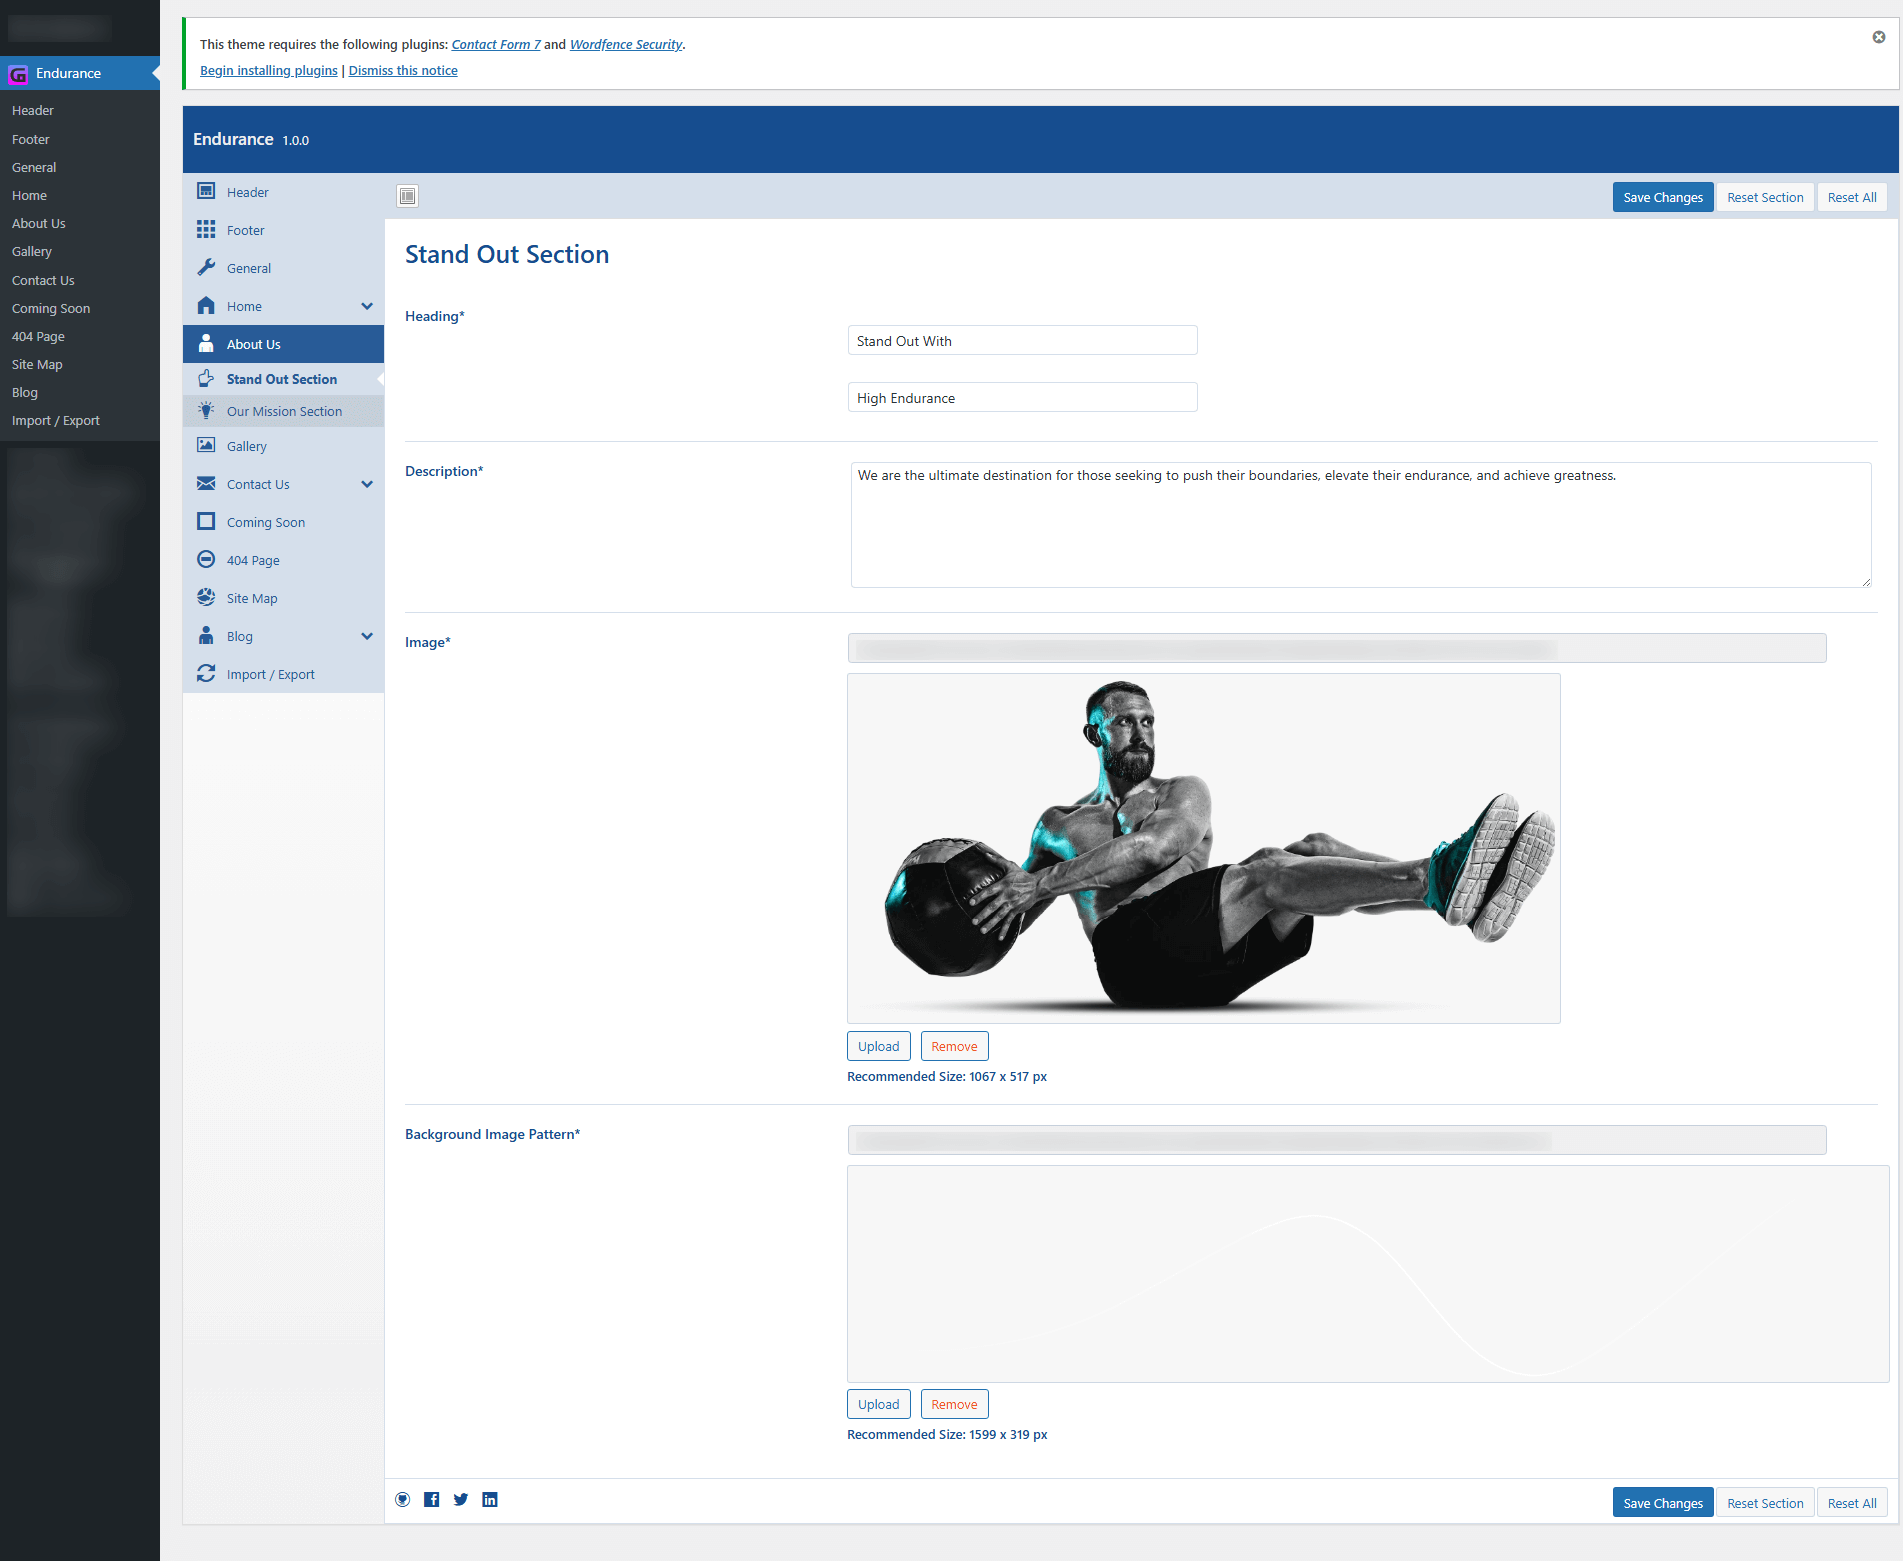 Endurance
Header
Footer
General
Home
About Us
Gallery
Contact Us
Coming Soon
404 Page
Site Map
Blog
Import / Export
This theme requires the following plugins: Contact Form 7 and Wordfence Security.
Begin installing plugins | Dismiss this notice
Endurance 1.0.0
Header
Footer
General
Home
About Us
Stand Out Section
Our Mission Section
Gallery
Contact Us
Coming Soon
404 Page
Site Map
Blog
Import / Export
Save Changes Reset Section Reset All
Stand Out Section
Heading*
Stand Out With
High Endurance
Description*
We are the ultimate destination for those seeking to push their boundaries, elevate their endurance, and achieve greatness.
Image*
Upload Remove
Recommended Size: 1067 x 517 px
Background Image Pattern*
Upload Remove
Recommended Size: 1599 x 319 px
Save Changes Reset Section Reset All